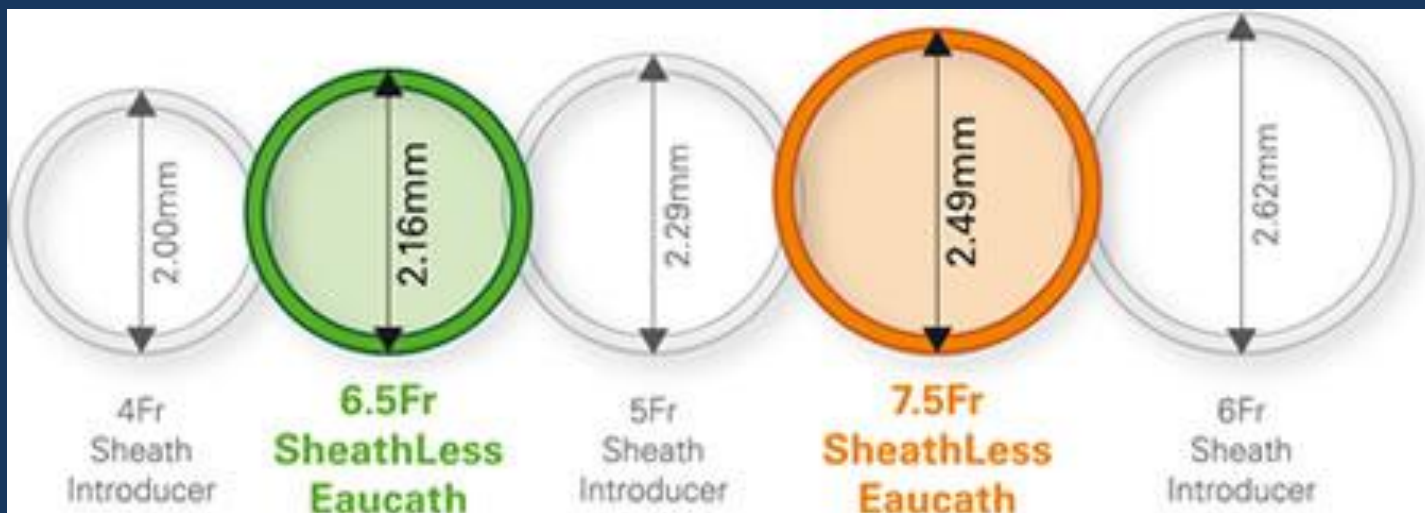 2.00mm
2.16mm
2.29mm
2.49mm
2.62mm
4Fr
Sheath
Introducer
6.5Fr
SheathLess
Eaucath
5Fr
Sheath
Introducer
7.5Fr
SheathLess
Eaucath
6Fr
Sheath
Introducer